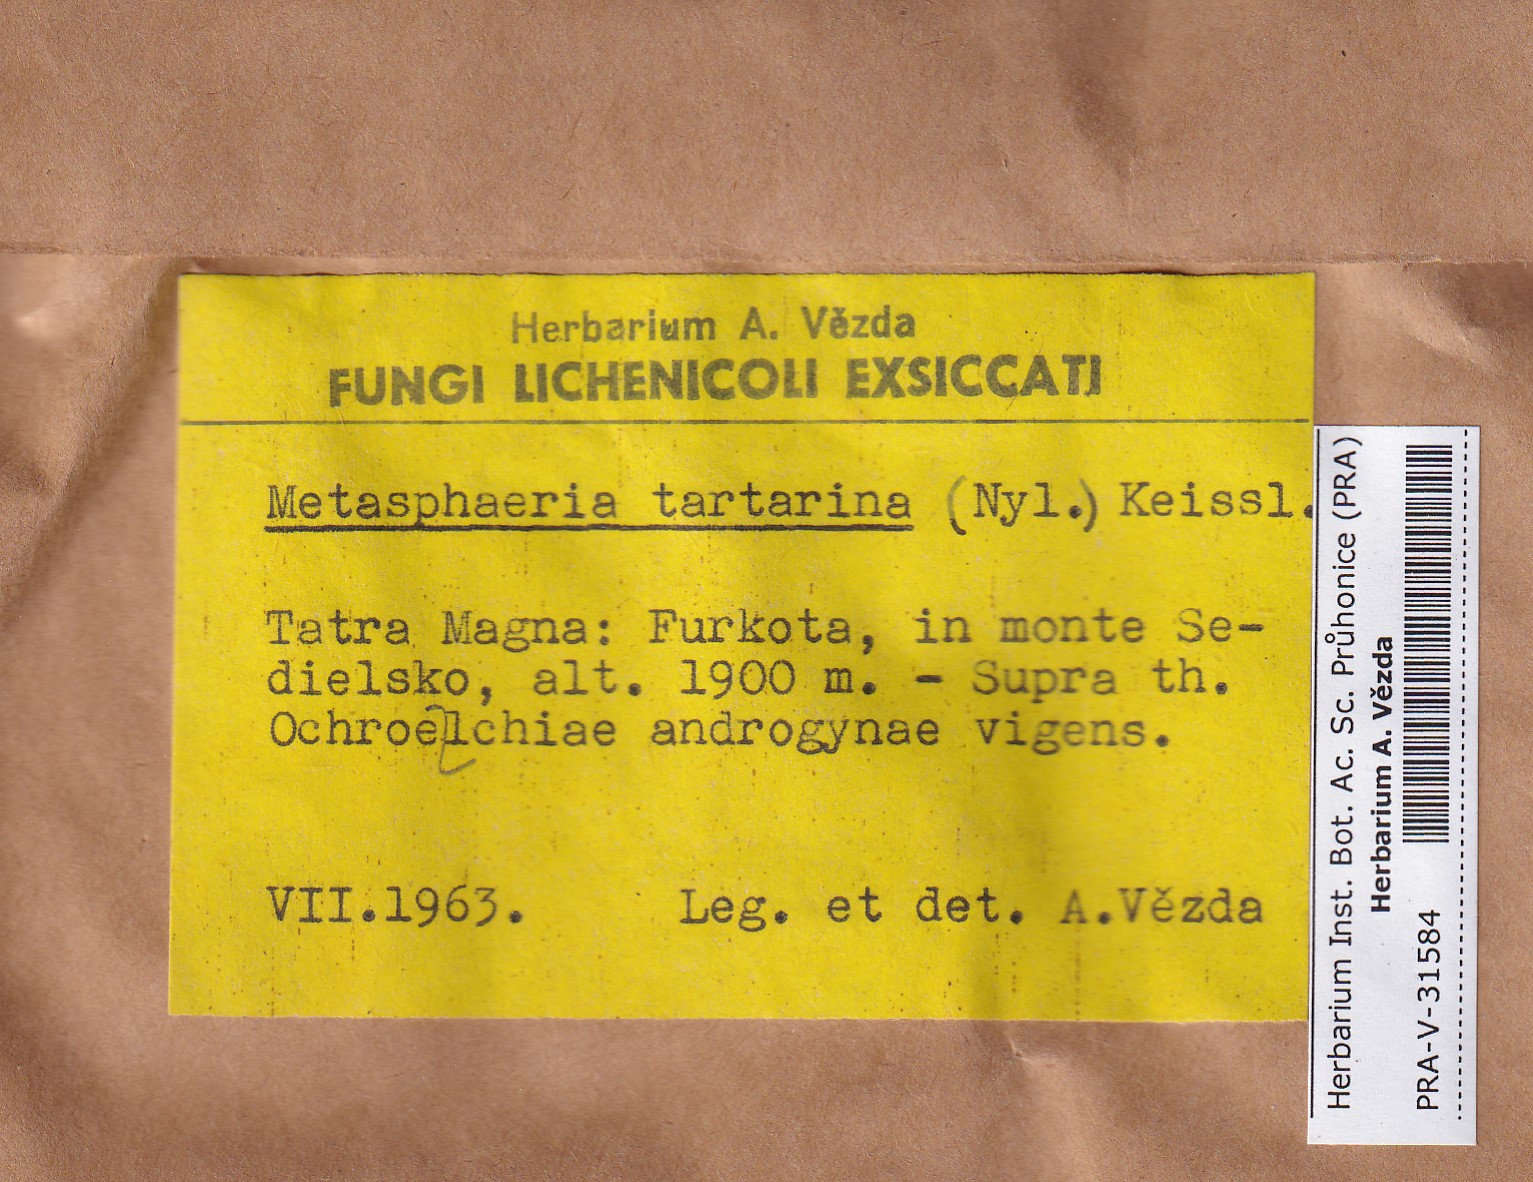 Herbarium A. Vězda
FUNGI LICHENICOLI EXSICCATI
Metasphaeria tartarina (Nyl.) Keissl.
Tatra Magna: Furkota, in monte Se-
dielsko, alt. 1900 m. - Supra th.
Ochroelchiae androgynae vigens.
VII.1963. Leg. et det. A.Vězda
Herbarium Inst. Bot. Ac. Sc. Průhonice (PRA)
Herbarium A. Vězda
PRA-V-31584